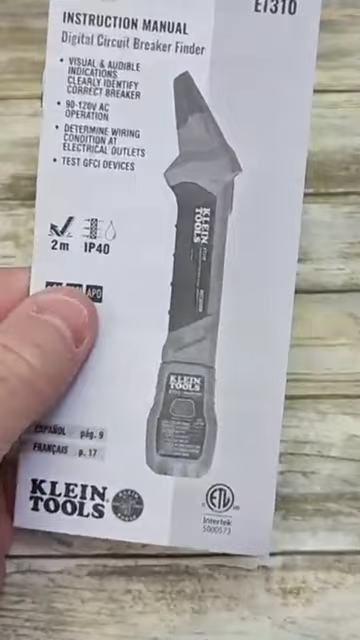 ET310
INSTRUCTION MANUAL
Digital Circuit Breaker Finder
• VISUAL & AUDIBLE
INDICATIONS
CLEARLY IDENTIFY
CORRECT BREAKER
• 90-120V AC
OPERATION
• DETERMINE WIRING
CONDITION AT
ELECTRICAL OUTLETS
• TEST GFCI DEVICES
2m IP40
KLEIN
TOOLS
APO
KLEIN
TOOLS
ESPAÑOL pág. 9
FRANÇAIS p. 17
KLEIN
TOOLS
ETL
Intertek
5000573